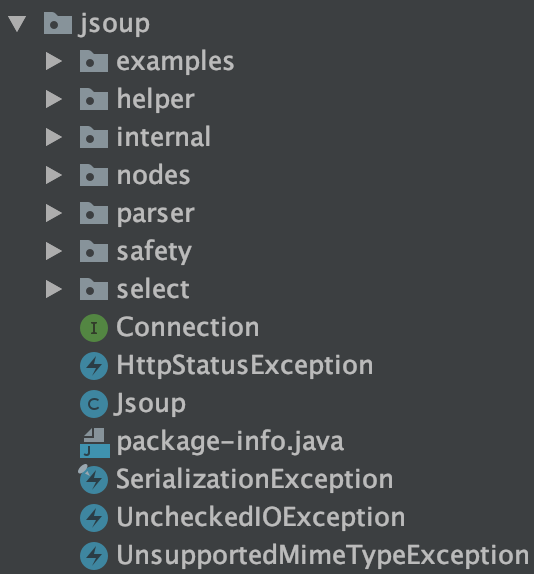 jsoup
examples
helper
internal
nodes
parser
safety
select
I Connection
HttpStatusException
C Jsoup
J package-info.java
SerializationException
UncheckedIOException
UnsupportedMimeTypeException